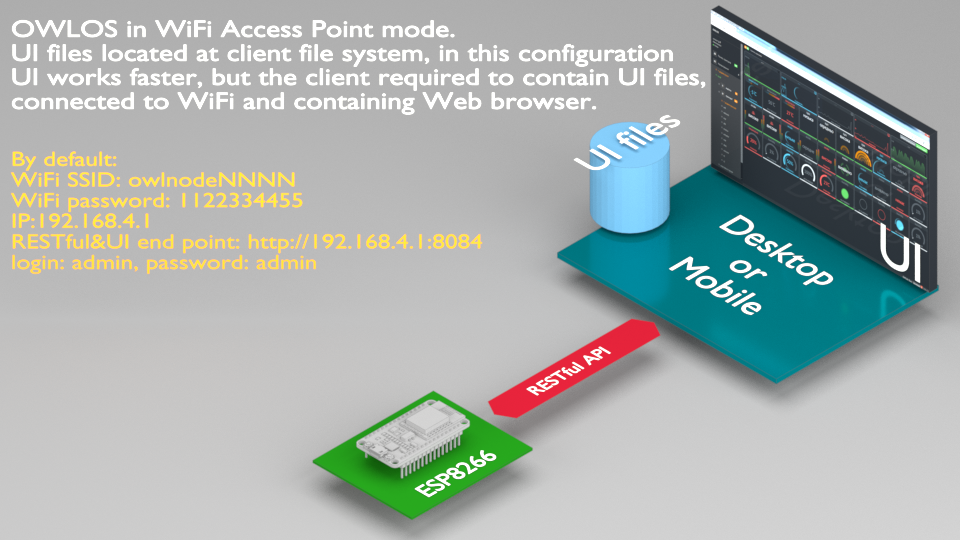 OWLOS in WiFi Access Point mode.
UI files located at client file system, in this configuration
UI works faster, but the client required to contain UI files,
connected to WiFi and containing Web browser.
By default:
WiFi SSID: owlnodeNNNN
WiFi password: 1122334455
IP:192.168.4.1
RESTful&UI end point: http://192.168.4.1:8084
login: admin, password: admin
UI files
UI
Desktop
or
Mobile
RESTful API
ESP8266